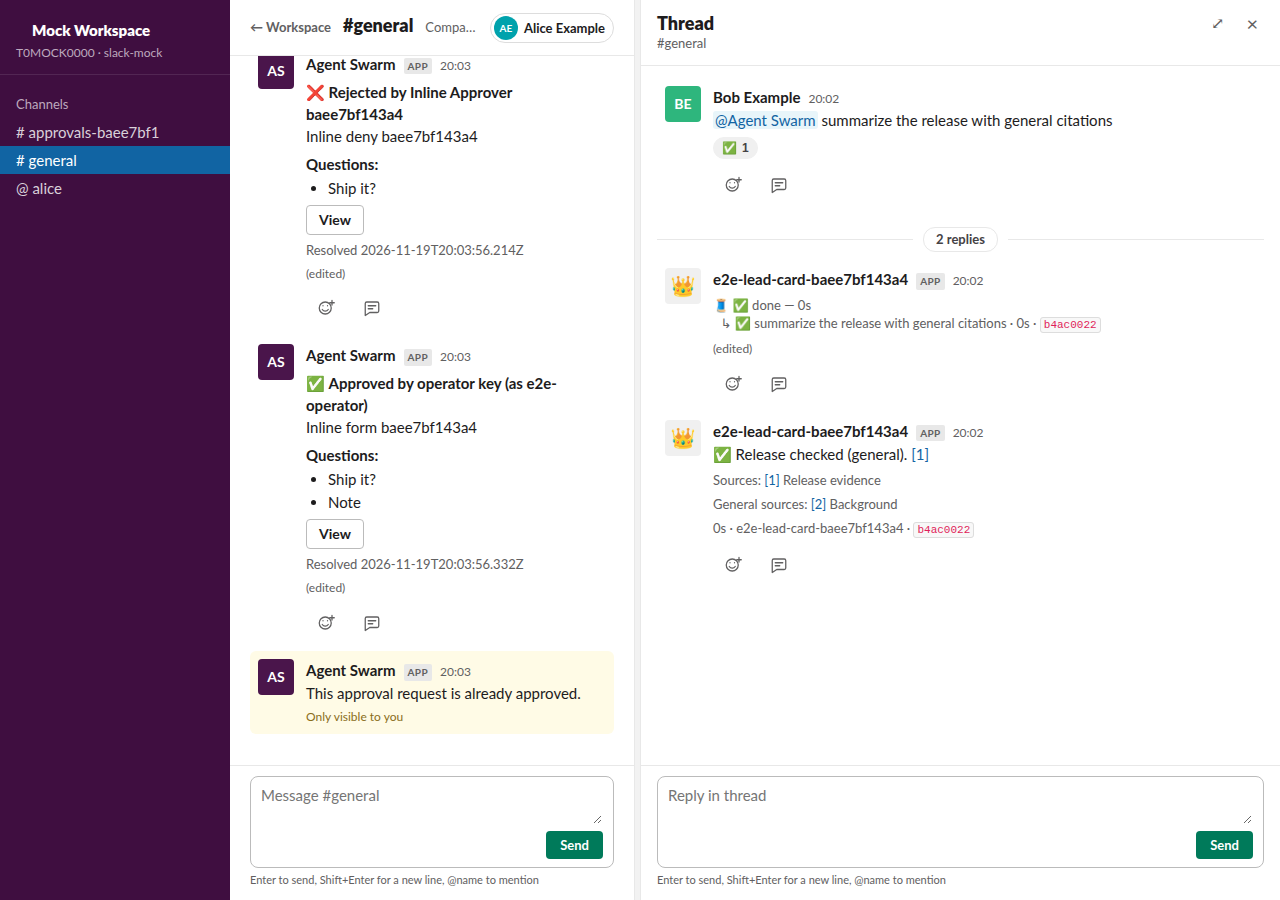 Mock Workspace
T0MOCK0000 · slack-mock
Channels
# approvals-baee7bf1
# general
@ alice
← Workspace #general Compa... AE Alice Example
AS Agent Swarm APP 20:03
❌ Rejected by Inline Approver
baee7bf143a4
Inline deny baee7bf143a4
Questions:
• Ship it?
View
Resolved 2026-11-19T20:03:56.214Z
(edited)
AS Agent Swarm APP 20:03
✅ Approved by operator key (as e2e-
operator)
Inline form baee7bf143a4
Questions:
• Ship it?
• Note
View
Resolved 2026-11-19T20:03:56.332Z
(edited)
AS Agent Swarm APP 20:03
This approval request is already approved.
Only visible to you
Message #general
Send
Enter to send, Shift+Enter for a new line, @name to mention
Thread
#general
BE Bob Example 20:02
@Agent Swarm summarize the release with general citations
✅ 1
2 replies
e2e-lead-card-baee7bf143a4 APP 20:02
🧵 ✅ done — 0s
↳ ✅ summarize the release with general citations · 0s · b4ac0022
(edited)
e2e-lead-card-baee7bf143a4 APP 20:02
✅ Release checked (general). [1]
Sources: [1] Release evidence
General sources: [2] Background
0s · e2e-lead-card-baee7bf143a4 · b4ac0022
Reply in thread
Send
Enter to send, Shift+Enter for a new line, @name to mention